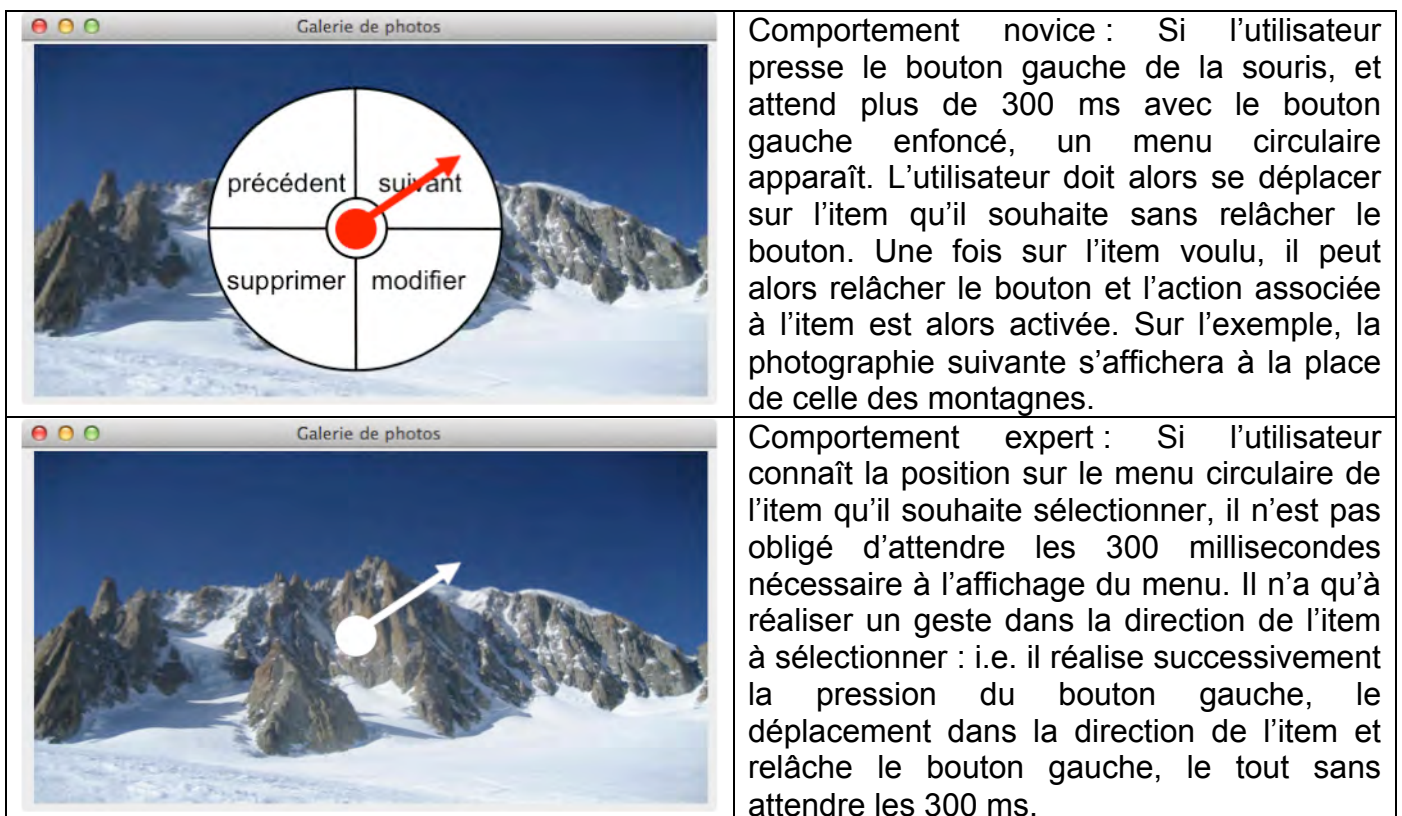 Galerie de photos
précédent suivant
supprimer modifier
Comportement novice : Si l'utilisateur
presse le bouton gauche de la souris, et
attend plus de 300 ms avec le bouton
gauche enfoncé, un menu circulaire
apparaît. L'utilisateur doit alors se déplacer
sur l'item qu'il souhaite sans relâcher le
bouton. Une fois sur l'item voulu, il peut
alors relâcher le bouton et l'action associée
à l'item est alors activée. Sur l'exemple, la
photographie suivante s'affichera à la place
de celle des montagnes.
Galerie de photos
Comportement expert : Si l'utilisateur
connaît la position sur le menu circulaire de
l'item qu'il souhaite sélectionner, il n'est pas
obligé d'attendre les 300 millisecondes
nécessaire à l'affichage du menu. Il n'a qu'à
réaliser un geste dans la direction de l'item
à sélectionner : i.e. il réalise successivement
la pression du bouton gauche, le
déplacement dans la direction de l'item et
relâche le bouton gauche, le tout sans
attendre les 300 ms.